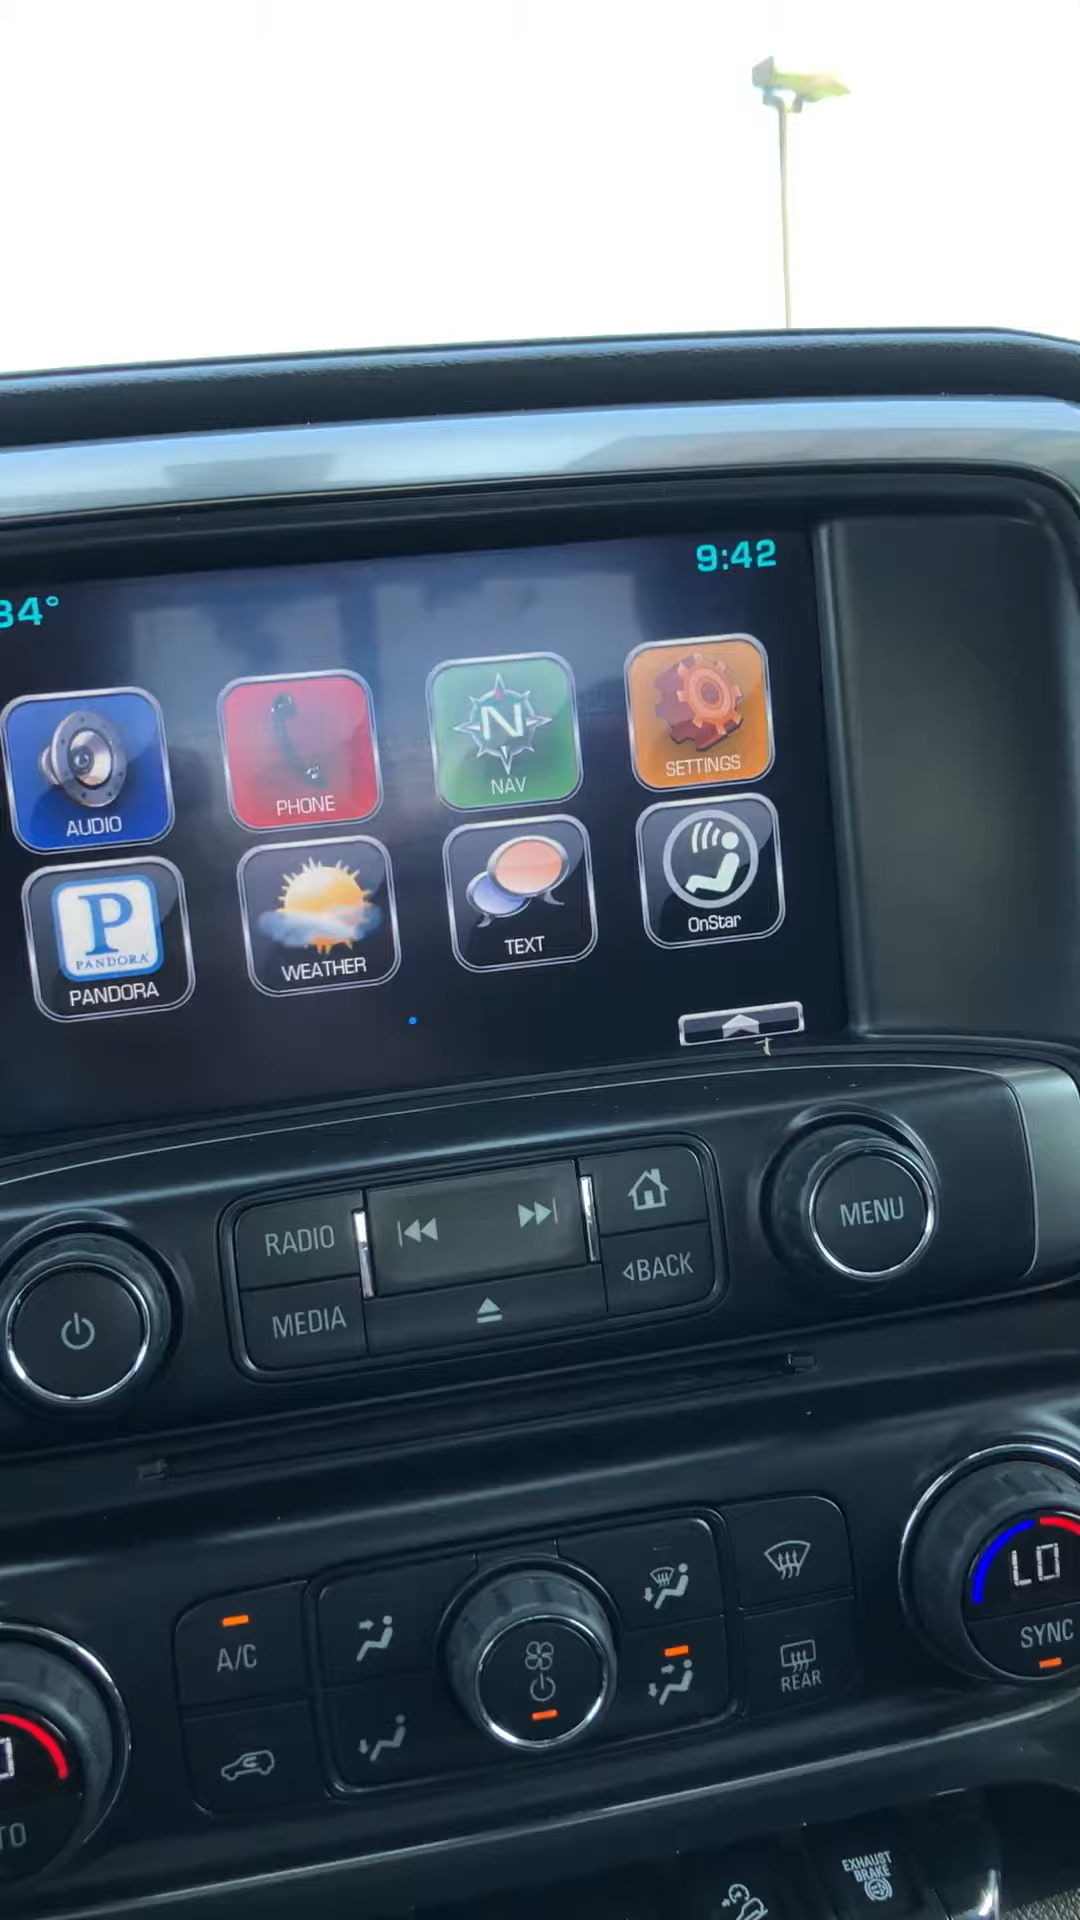 9:42
34°
AUDIO
PHONE
N
NAV
SETTINGS
P
PANDORA
PANDORA
WEATHER
TEXT
OnStar
RADIO
MEDIA
BACK
MENU
A/C
REAR
LO
SYNC
EXHAUST
BRAKE